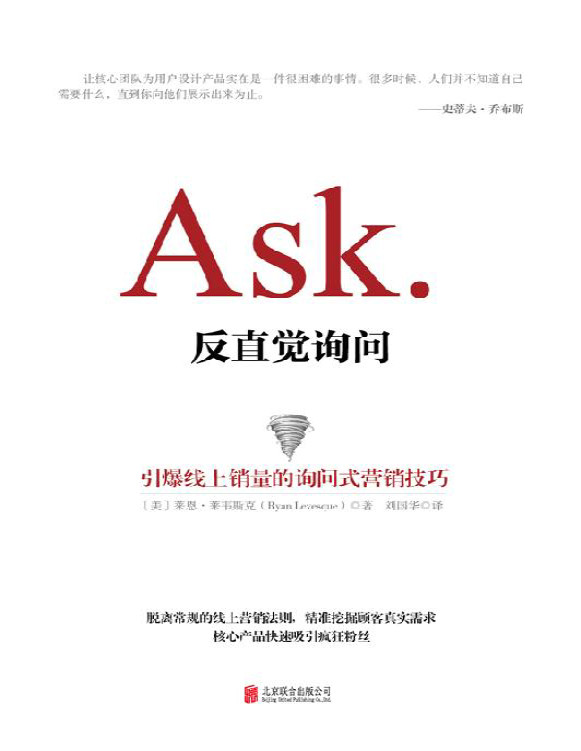 让核心团队为用户设计产品实在是一件很困难的事情。很多时候，人们并不知道自己
需要什么，直到你向他们展示出来为止。
——史蒂夫·乔布斯
Ask.
反直觉询问
引爆线上销量的询问式营销技巧
〔美〕莱恩·莱韦斯克（Ryan Levesque）◎著 刘国华◎译
脱离常规的线上营销法则，精准挖掘顾客真实需求
核心产品快速吸引疯狂粉丝
北京联合出版公司
Beijing United Publishing Co.,Ltd.